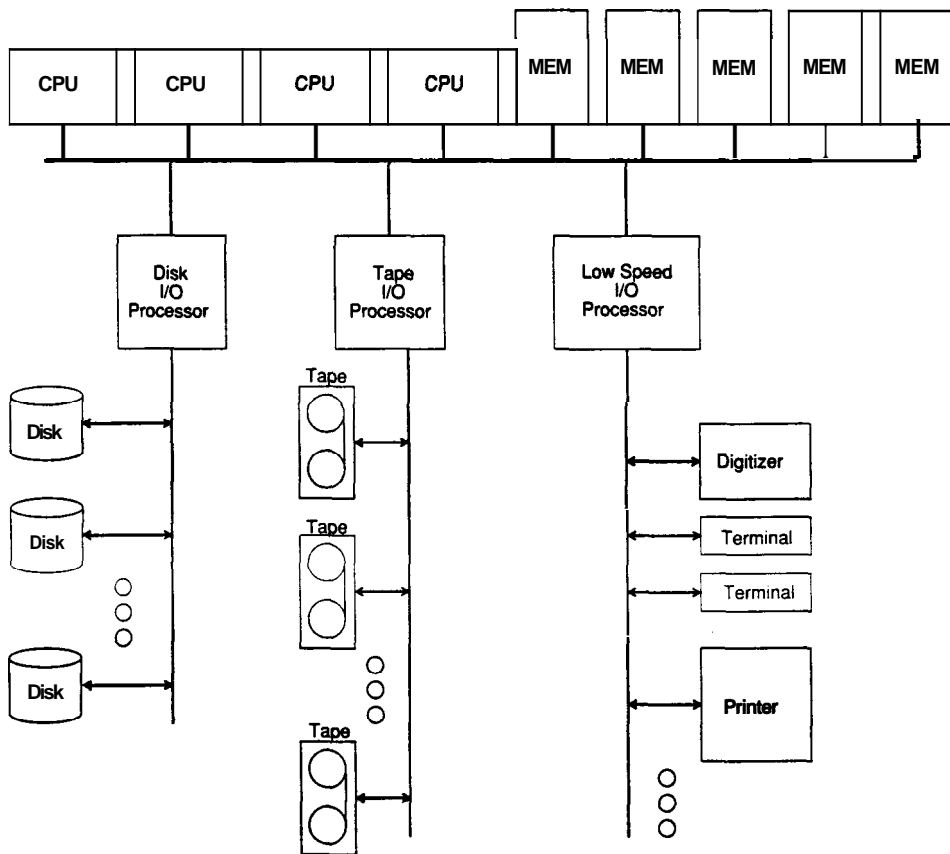 CPU CPU CPU CPU MEM MEM MEM MEM MEM
Disk
I/O
Processor
Tape
I/O
Processor
Low Speed
I/O
Processor
Disk
Disk
Disk
Tape
Tape
Tape
Digitizer
Terminal
Terminal
Printer